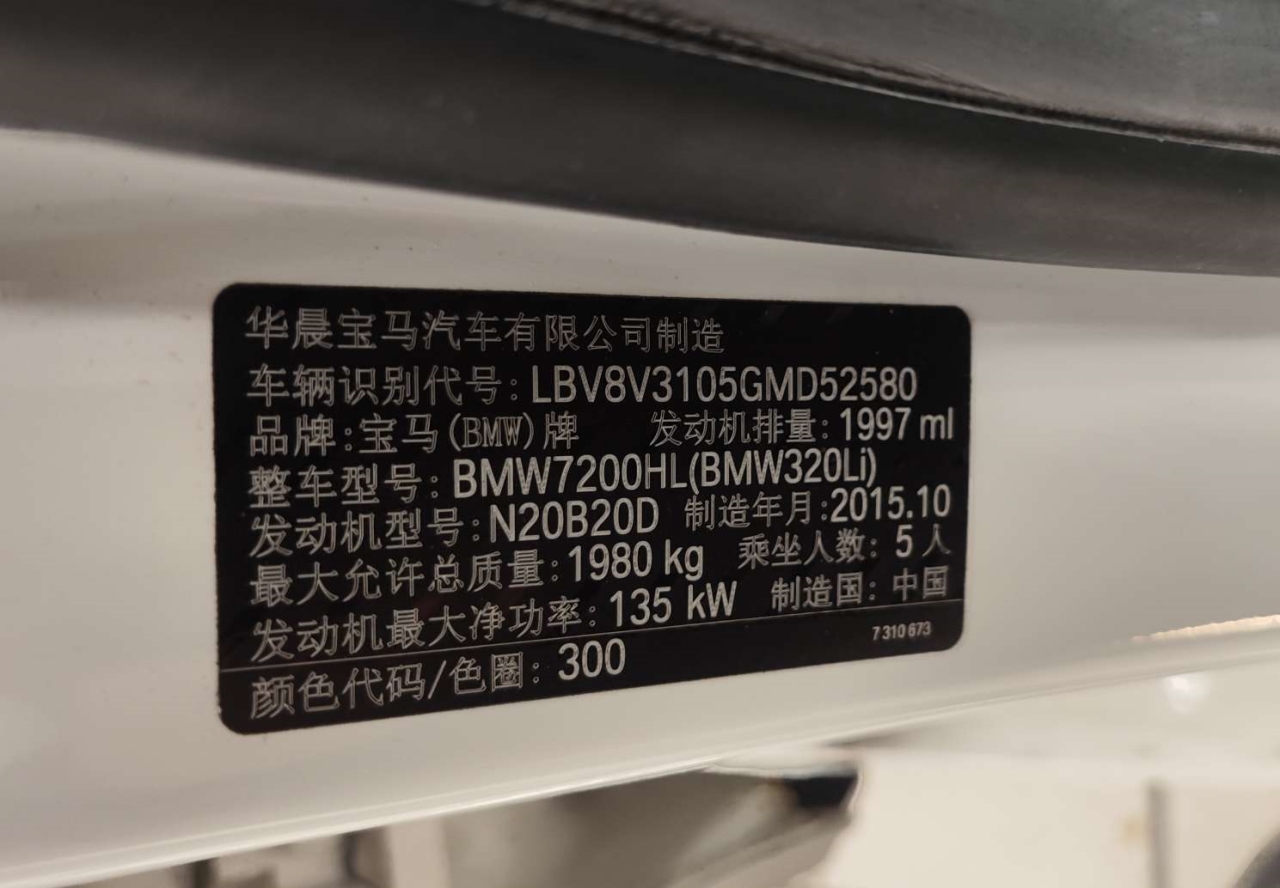 华晨宝马汽车有限公司制造
车辆识别代号: LBV8V3105GMD52580
品牌: 宝马(BMW)牌 发动机排量: 1997 ml
整车型号: BMW7200HL(BMW320Li)
发动机型号: N20B20D 制造年月: 2015.10
最大允许总质量: 1980 kg 乘坐人数: 5人
发动机最大净功率: 135 kW 制造国: 中国
颜色代码/色圈: 300 7 310 673